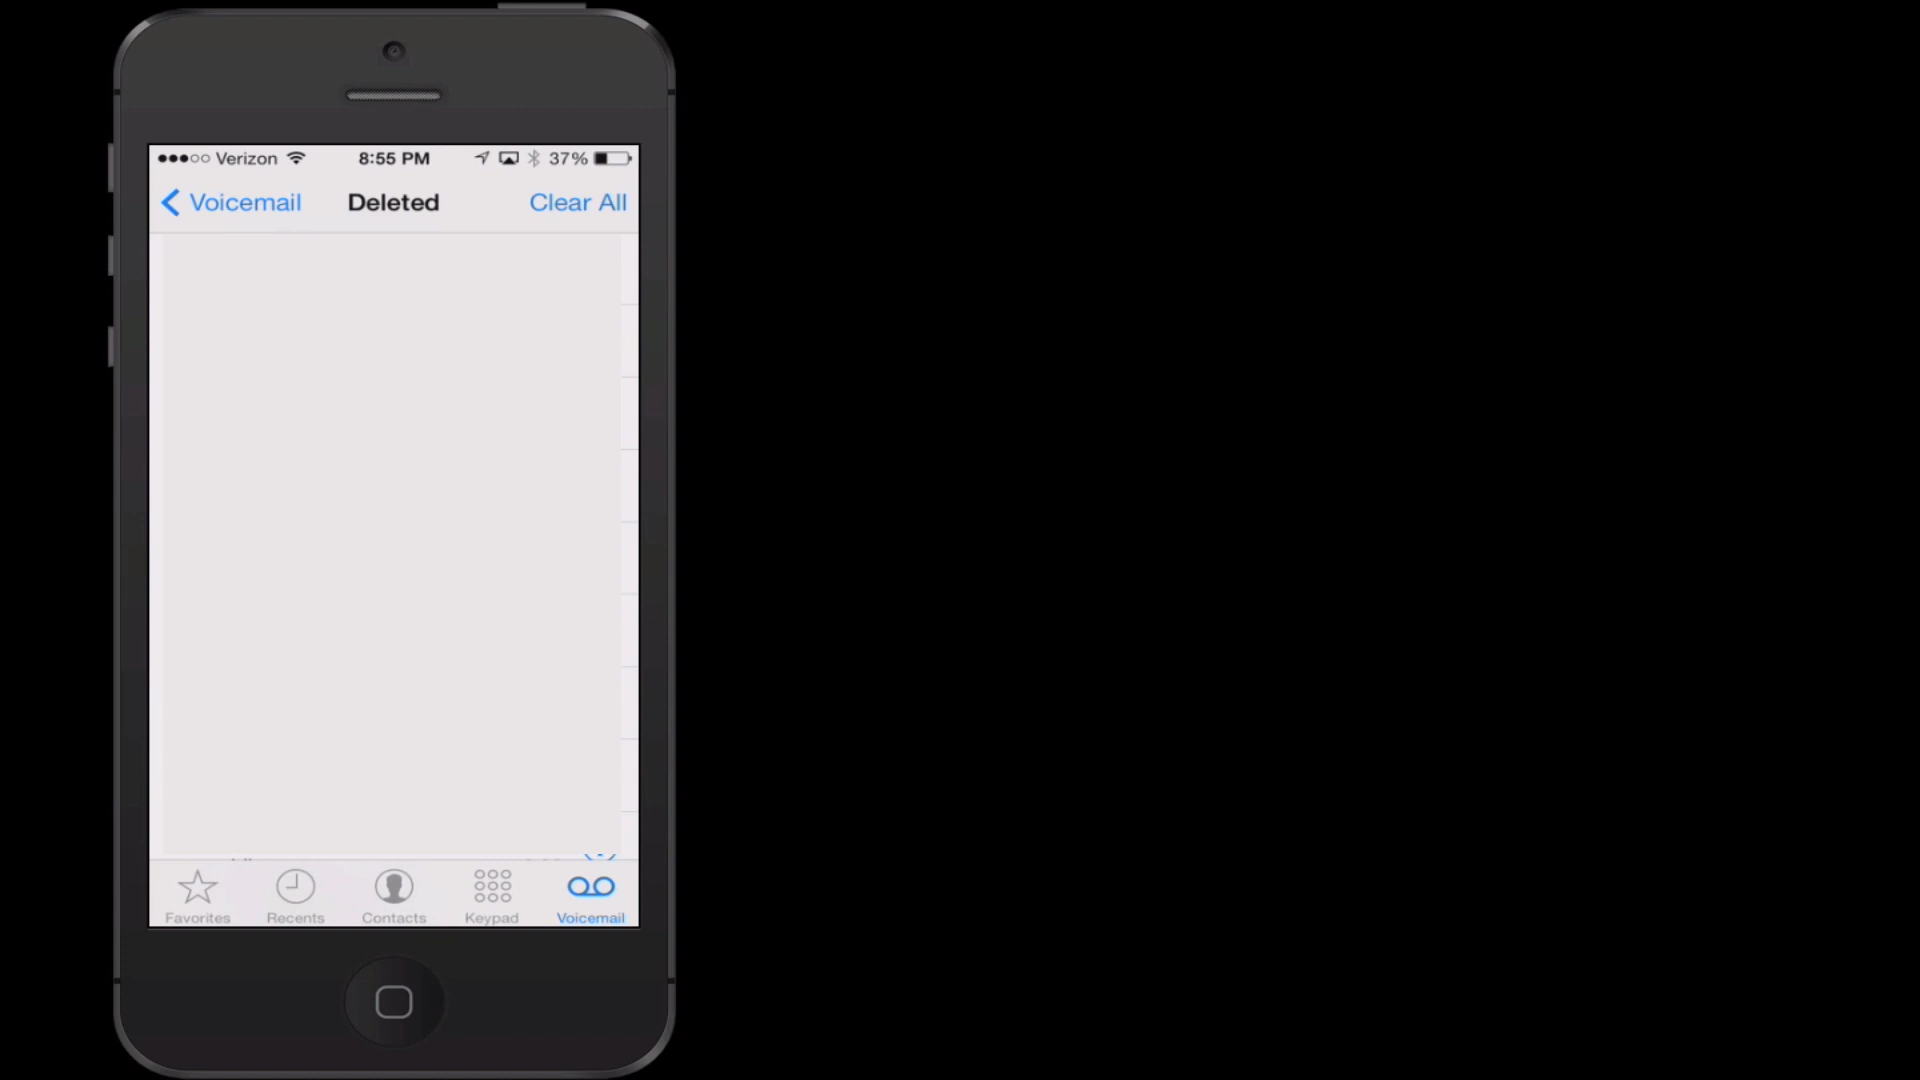 Verizon 8:55 PM 37%
Voicemail Deleted Clear All
Favorites Recents Contacts Keypad Voicemail